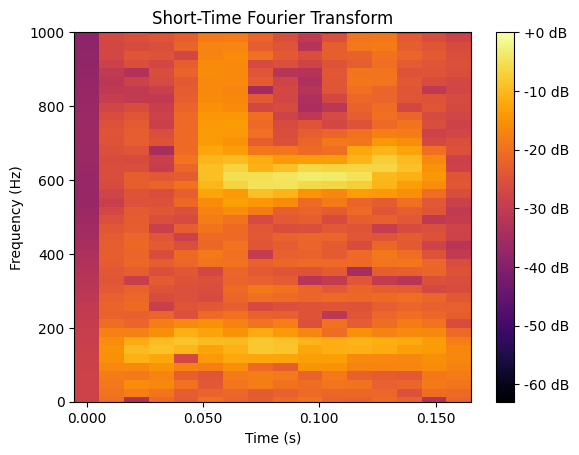 Short-Time Fourier Transform
1000
800
600
400
200
0
Frequency (Hz)
0.000
0.050
0.100
0.150
Time (s)
+0 dB
-10 dB
-20 dB
-30 dB
-40 dB
-50 dB
-60 dB